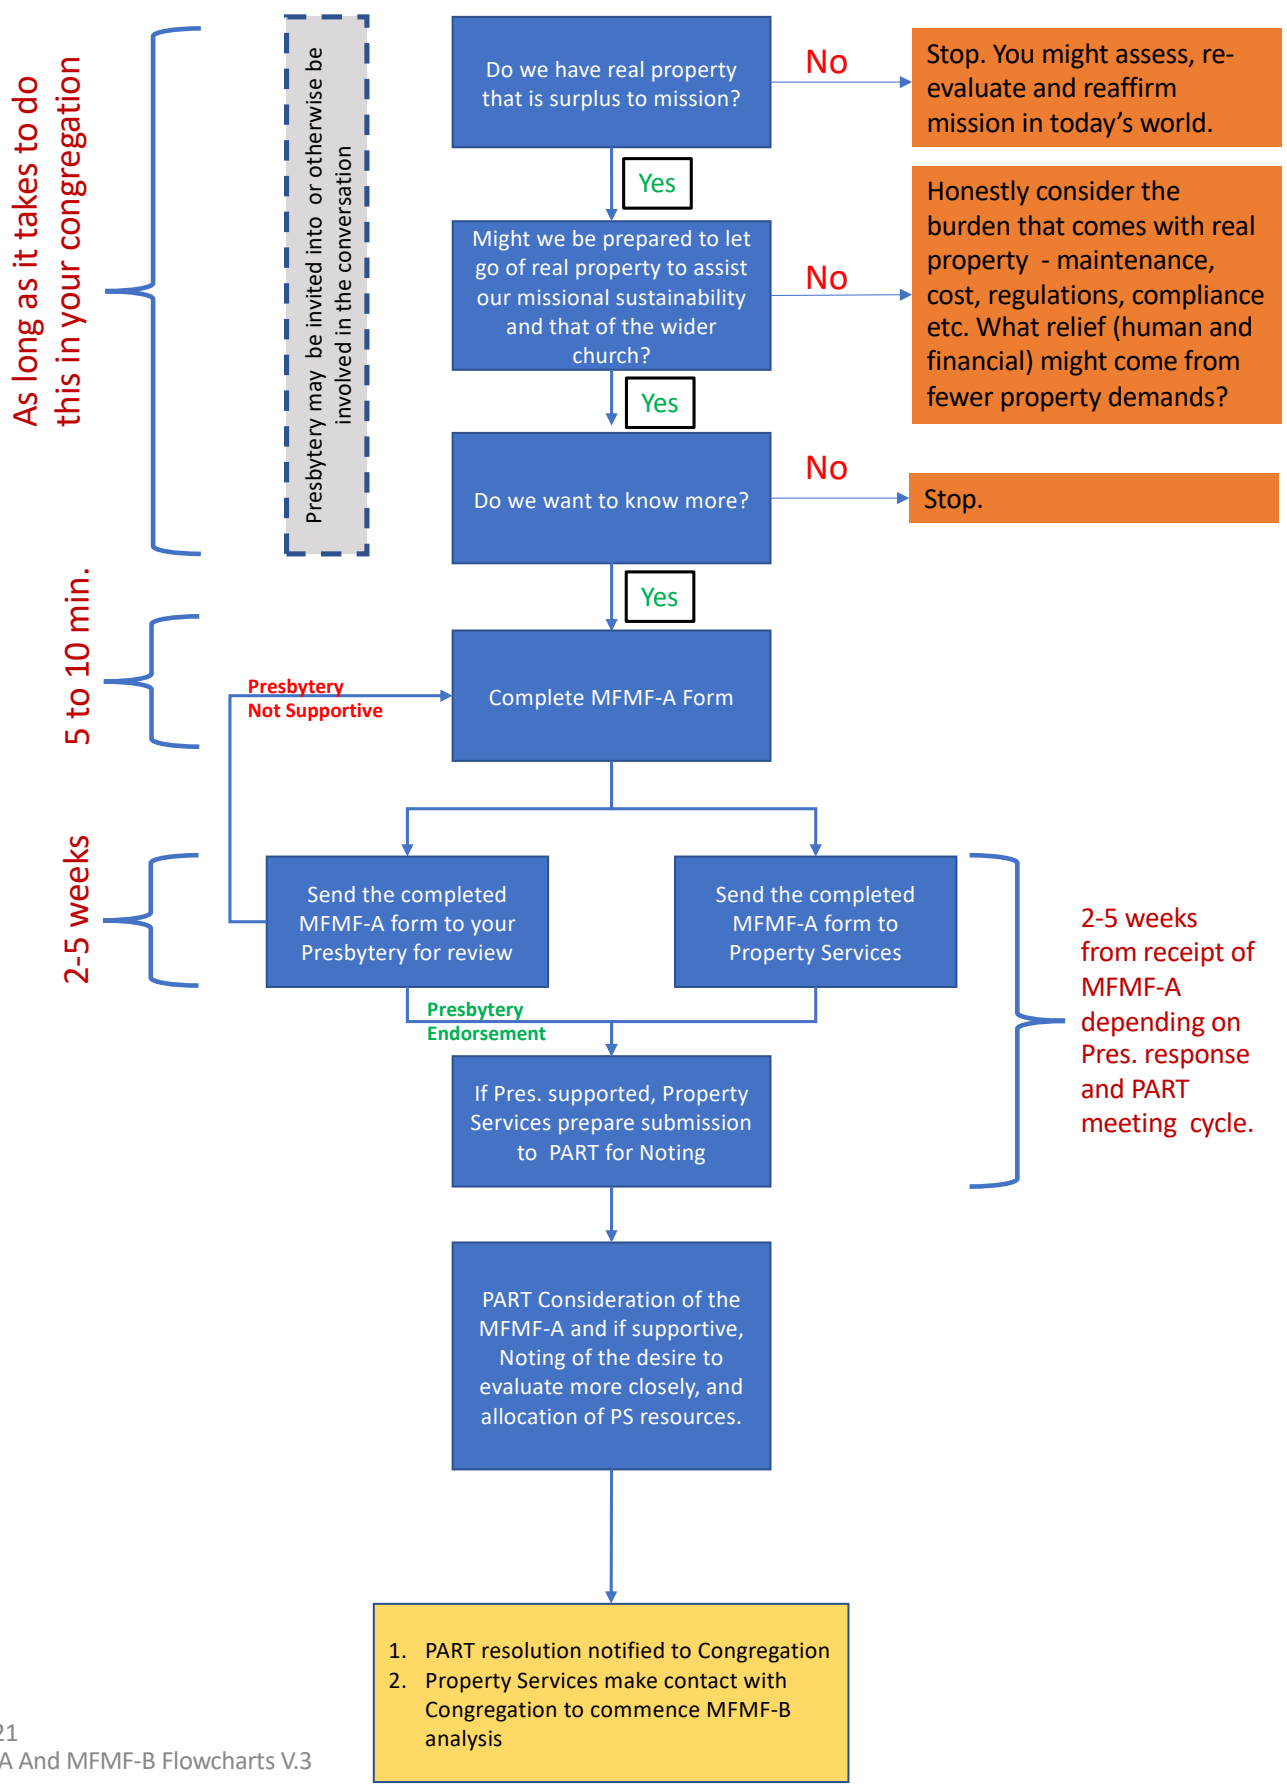 As long as it takes to do
this in your congregation
Presbytery may be invited into or otherwise be
involved in the conversation
Do we have real property
that is surplus to mission?
No
Stop. You might assess, re-
evaluate and reaffirm
mission in today's world.
Yes
Might we be prepared to let
go of real property to assist
our missional sustainability
and that of the wider
church?
No
Honestly consider the
burden that comes with real
property - maintenance,
cost, regulations, compliance
etc. What relief (human and
financial) might come from
fewer property demands?
Yes
Do we want to know more?
No
Stop.
Yes
5 to 10 min.
Presbytery
Not Supportive
Complete MFMF-A Form
2-5 weeks
Send the completed
MFMF-A form to your
Presbytery for review
Send the completed
MFMF-A form to
Property Services
2-5 weeks
from receipt of
MFMF-A
depending on
Pres. response
and PART
meeting cycle.
Presbytery
Endorsement
If Pres. supported, Property
Services prepare submission
to PART for Noting
PART Consideration of the
MFMF-A and if supportive,
Noting of the desire to
evaluate more closely, and
allocation of PS resources.
1. PART resolution notified to Congregation
2. Property Services make contact with
Congregation to commence MFMF-B
analysis
21
A And MFMF-B Flowcharts V.3